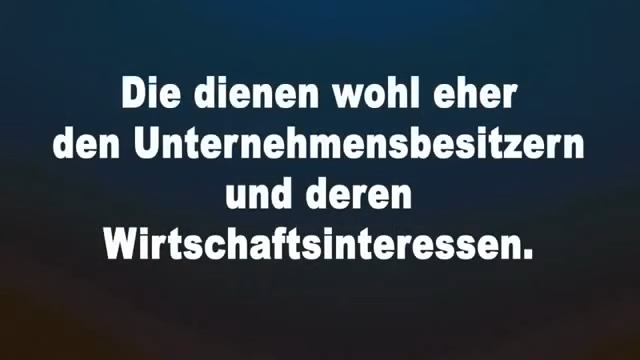 Die dienen wohl eher
den Unternehmensbesitzern
und deren
Wirtschaftsinteressen.